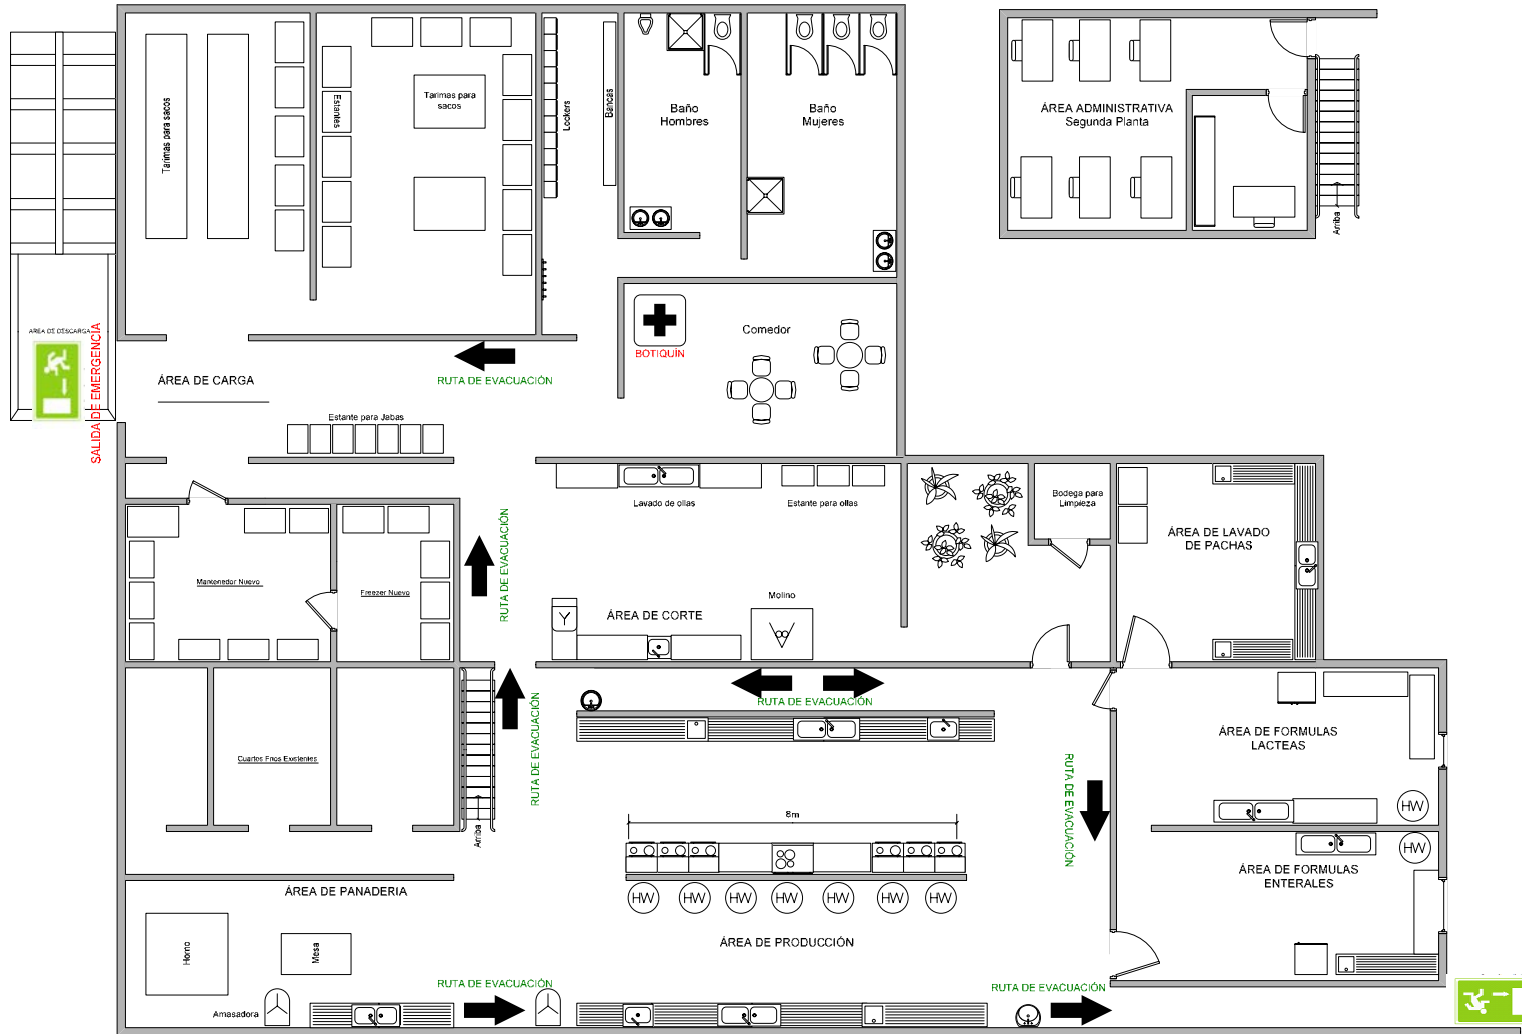 Tarimas para sacos
Estantes
Tarimas para
sacos
Lockers
Bancas
Baño
Hombres
Baño
Mujeres
ÁREA ADMINISTRATIVA
Segunda Planta
Arriba
AREA DE DESCARGA
SALIDA DE EMERGENCIA
ÁREA DE CARGA
RUTA DE EVACUACIÓN
BOTIQUÍN
Comedor
Estante para Jabas
Lavado de ollas
Estante para ollas
Bodega para
Limpieza
ÁREA DE LAVADO
DE PACHAS
RUTA DE EVACUACIÓN
Mantenedor Nuevo
Freezer Nuevo
ÁREA DE CORTE
Molino
RUTA DE EVACUACIÓN
RUTA DE EVACUACIÓN
Cuartos Frios Existentes
Arriba
RUTA DE EVACUACIÓN
ÁREA DE FORMULAS
LACTEAS
HW
8m
HW
ÁREA DE FORMULAS
ENTERALES
ÁREA DE PANADERIA
HW HW HW HW HW HW HW
ÁREA DE PRODUCCIÓN
Horno
Mesa
Amasadora
RUTA DE EVACUACIÓN
RUTA DE EVACUACIÓN